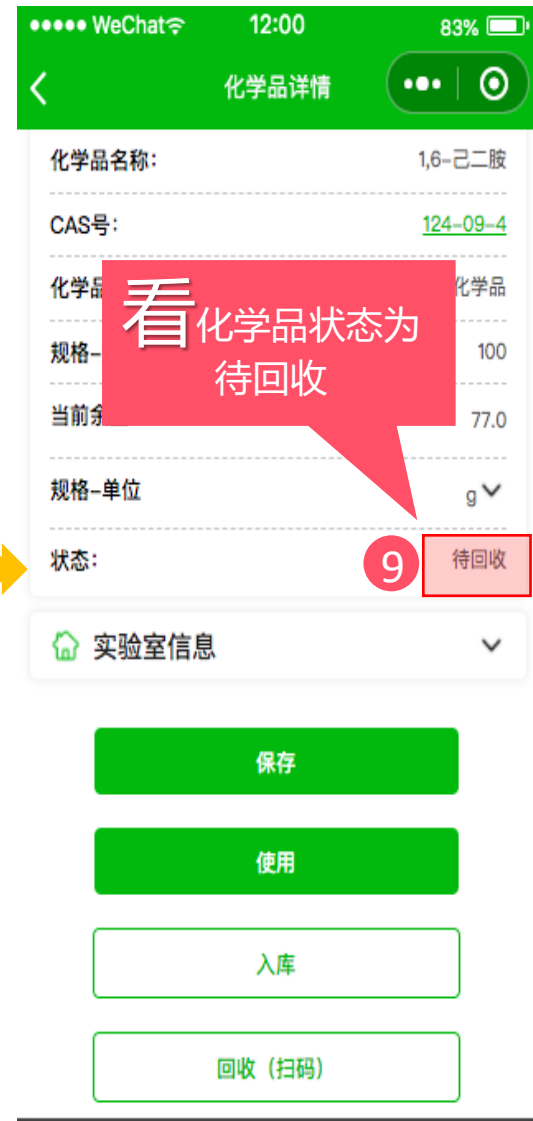 WeChat 12:00 83%
化学品详情
化学品名称： 1,6-己二胺
CAS号： 124-09-4
化学品
看化学品状态为
待回收
规格- 100
当前余 77.0
规格-单位 g
状态： 9 待回收
实验室信息
保存
使用
入库
回收（扫码）